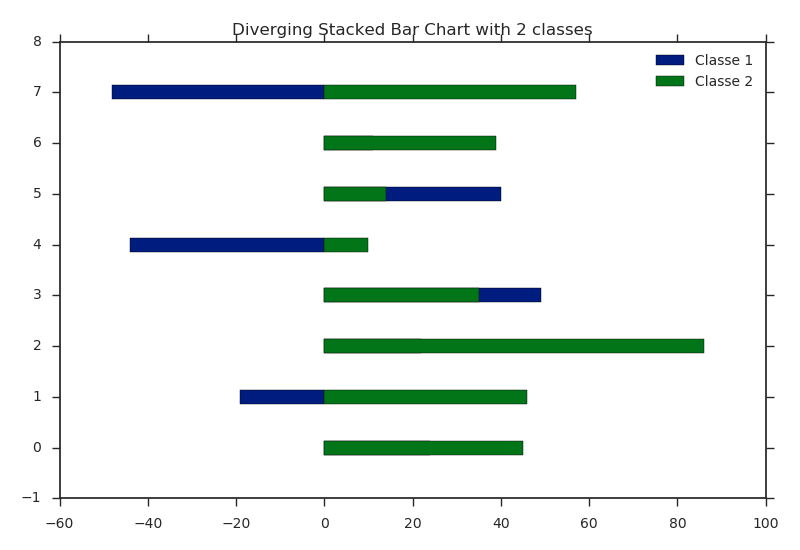 Diverging Stacked Bar Chart with 2 classes
8
Classe 1
Classe 2
7
6
5
4
3
2
1
0
−1
−60 −40 −20 0 20 40 60 80 100